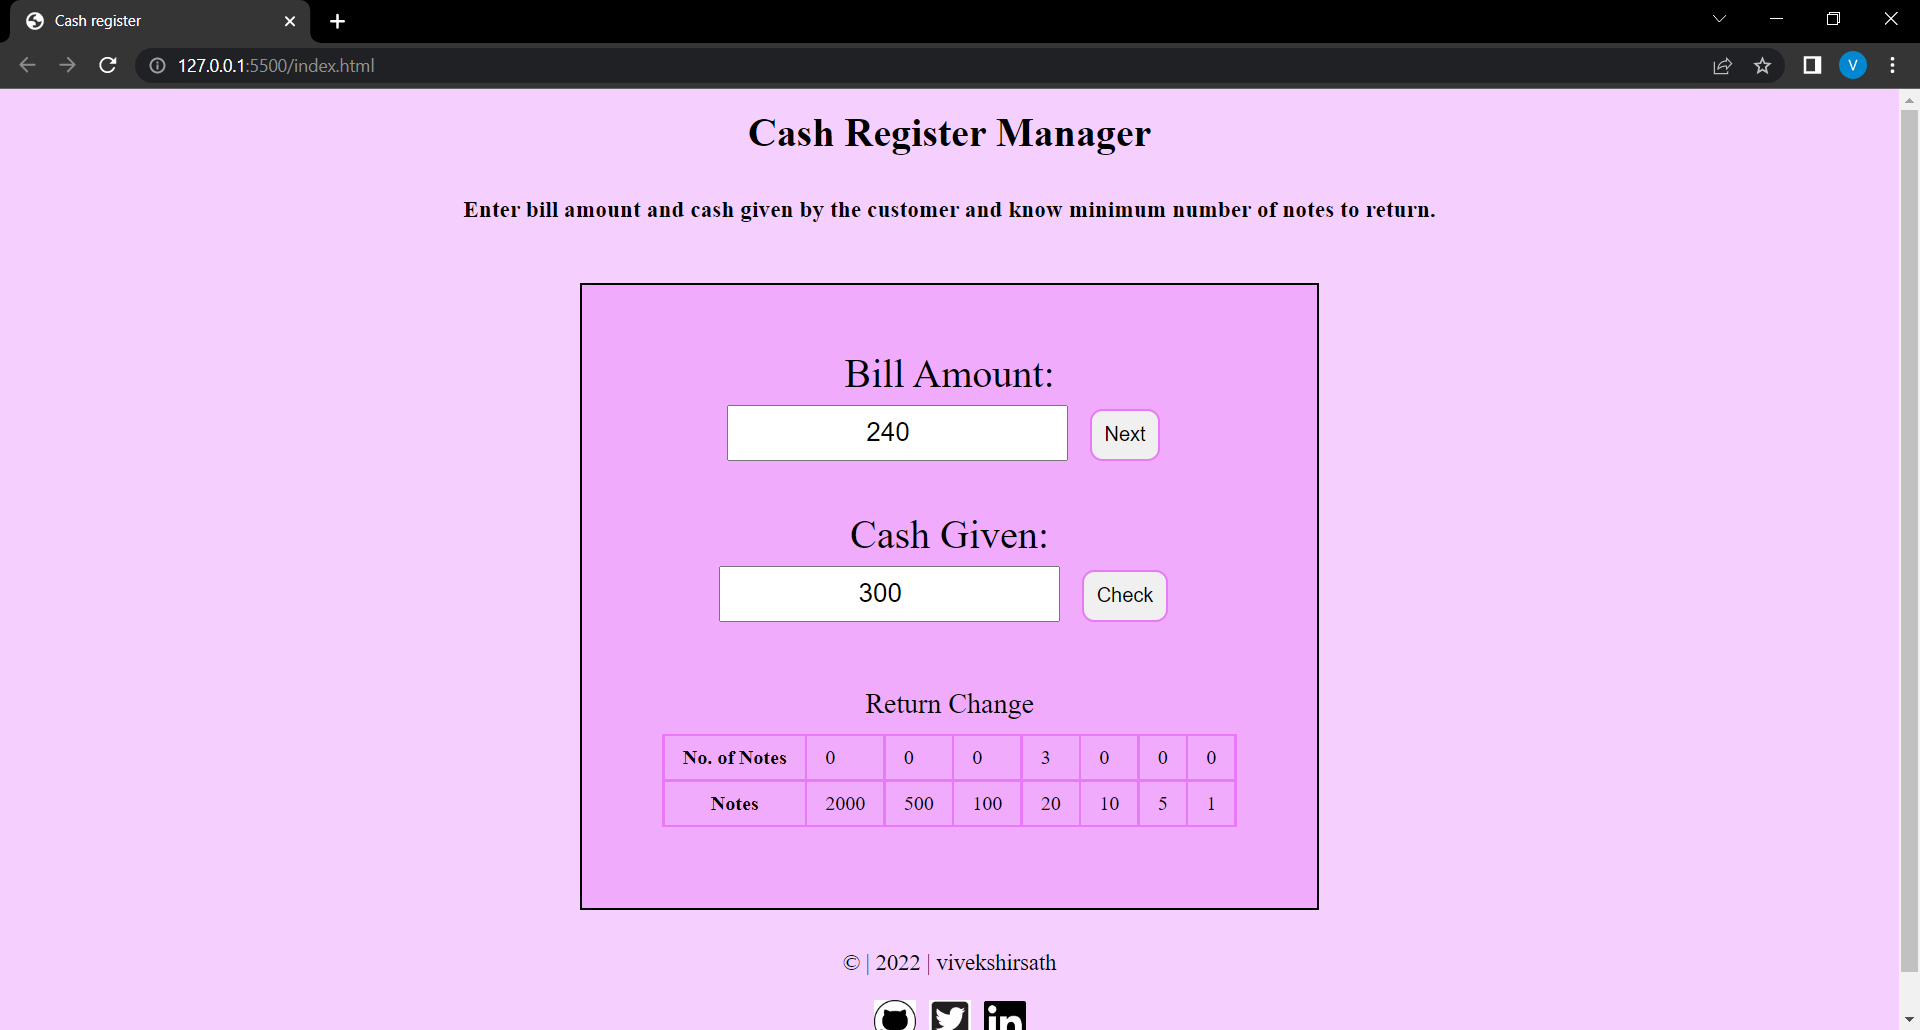 Cash register
127.0.0.1:5500/index.html
V
Cash Register Manager
Enter bill amount and cash given by the customer and know minimum number of notes to return.
Bill Amount:
240 Next
Cash Given:
300 Check
Return Change
No. of Notes 0 0 0 3 0 0 0
Notes 2000 500 100 20 10 5 1
© | 2022 | vivekshirsath
in